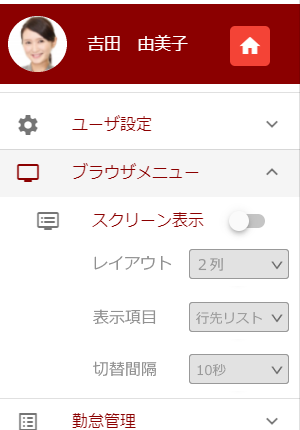 吉田　由美子
ユーザ設定
ブラウザメニュー
スクリーン表示
レイアウト ２列
表示項目 行先リスト
切替間隔 10秒
勤怠管理